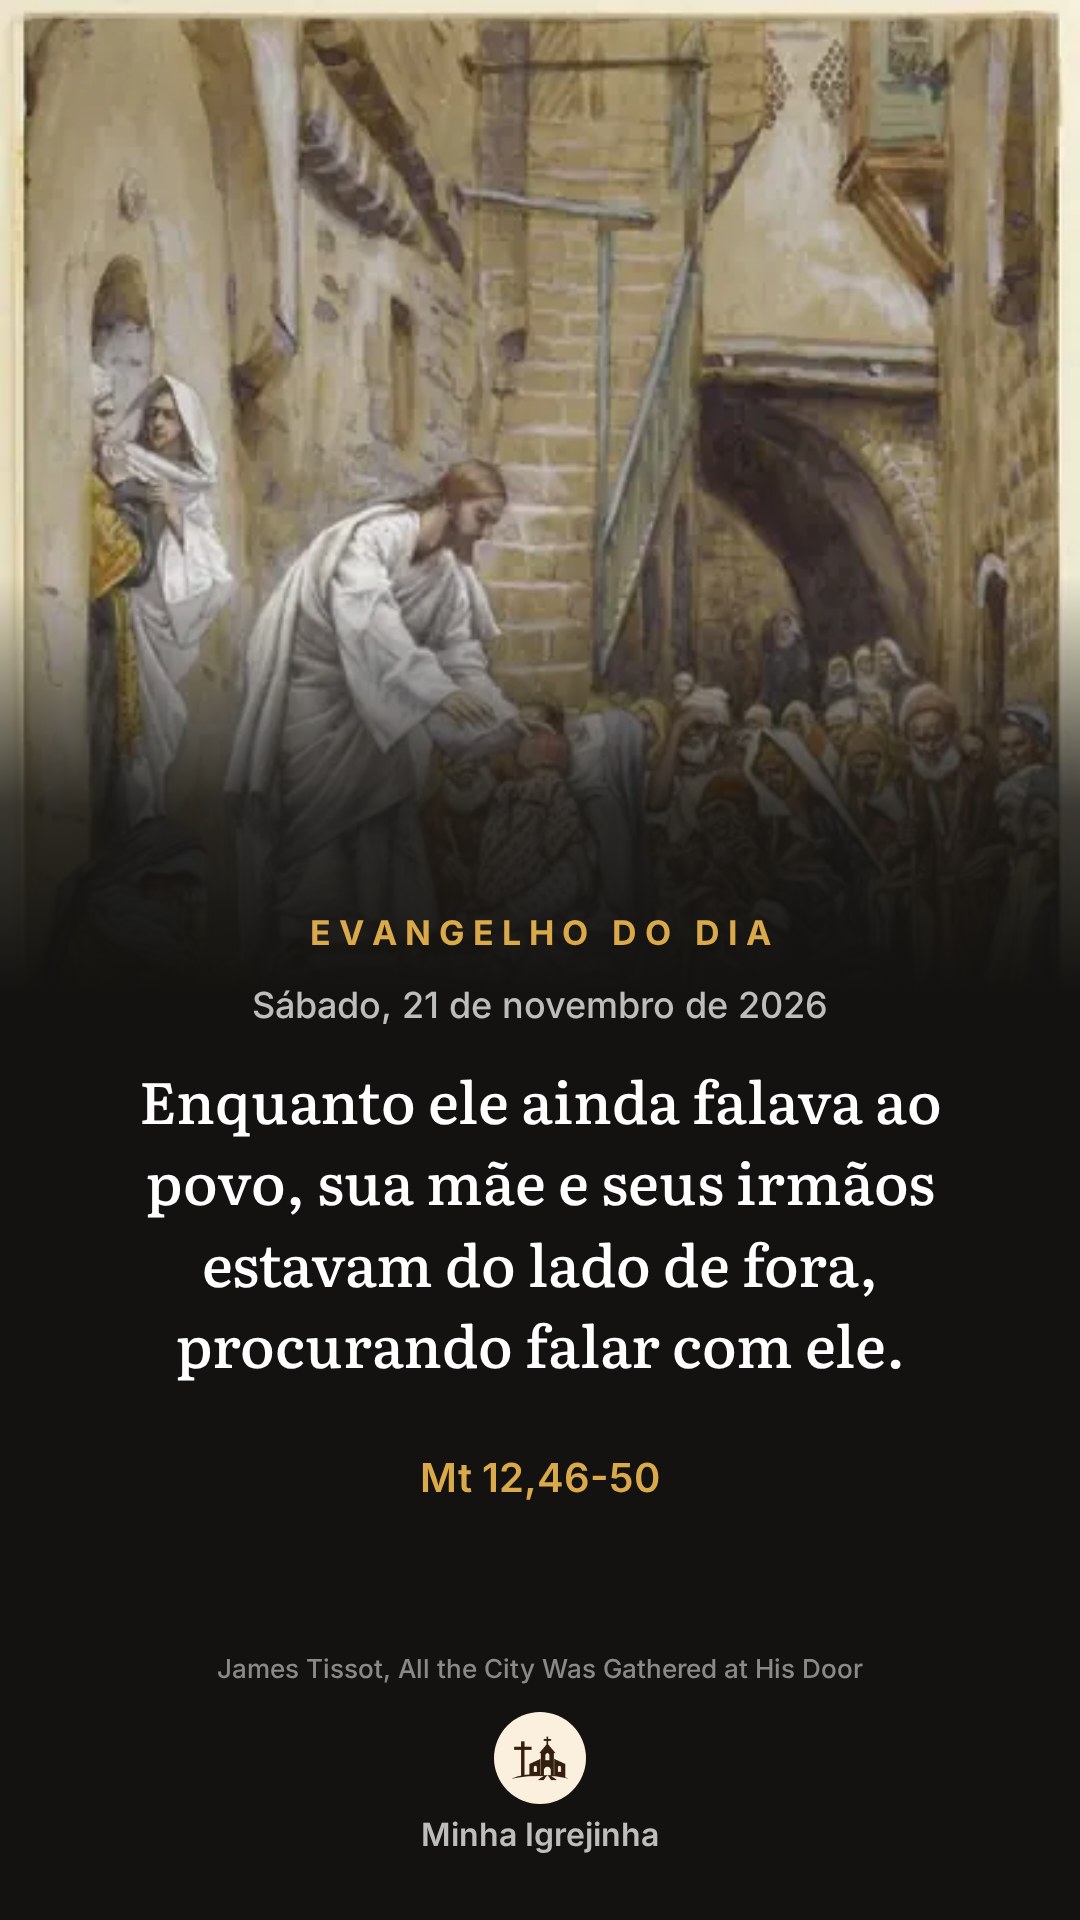 EVANGELHO DO DIA
Sábado, 21 de novembro de 2026
Enquanto ele ainda falava ao
povo, sua mãe e seus irmãos
estavam do lado de fora,
procurando falar com ele.
Mt 12,46-50
James Tissot, All the City Was Gathered at His Door
Minha Igrejinha